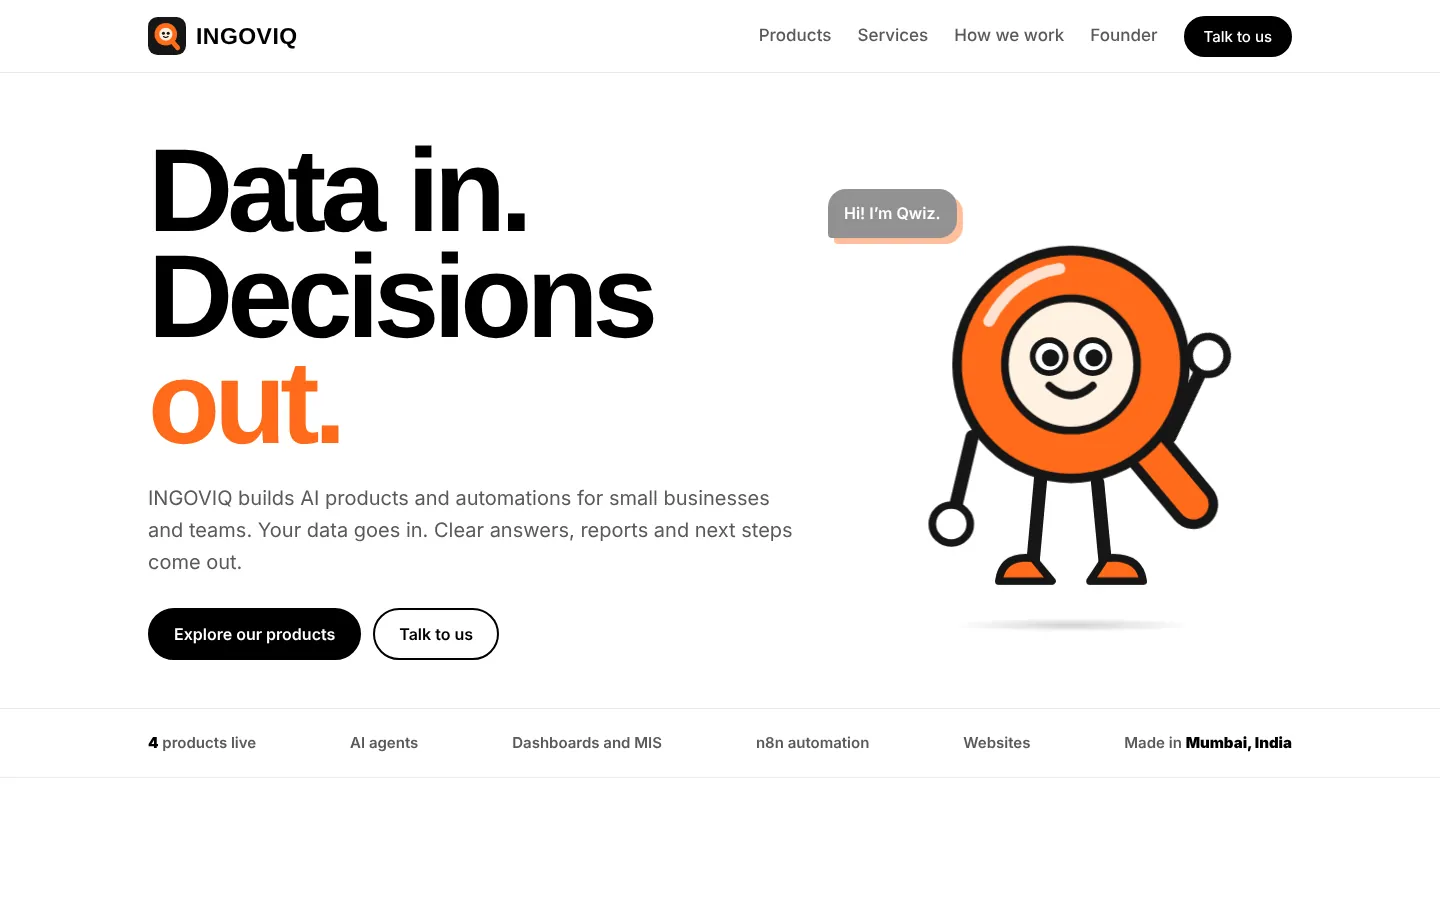 INGOVIQ
Products
Services
How we work
Founder
Talk to us
Data in.
Decisions
out.
INGOVIQ builds AI products and automations for small businesses
and teams. Your data goes in. Clear answers, reports and next steps
come out.
Explore our products
Talk to us
Hi! I’m Qwiz.
4 products live
AI agents
Dashboards and MIS
n8n automation
Websites
Made in Mumbai, India